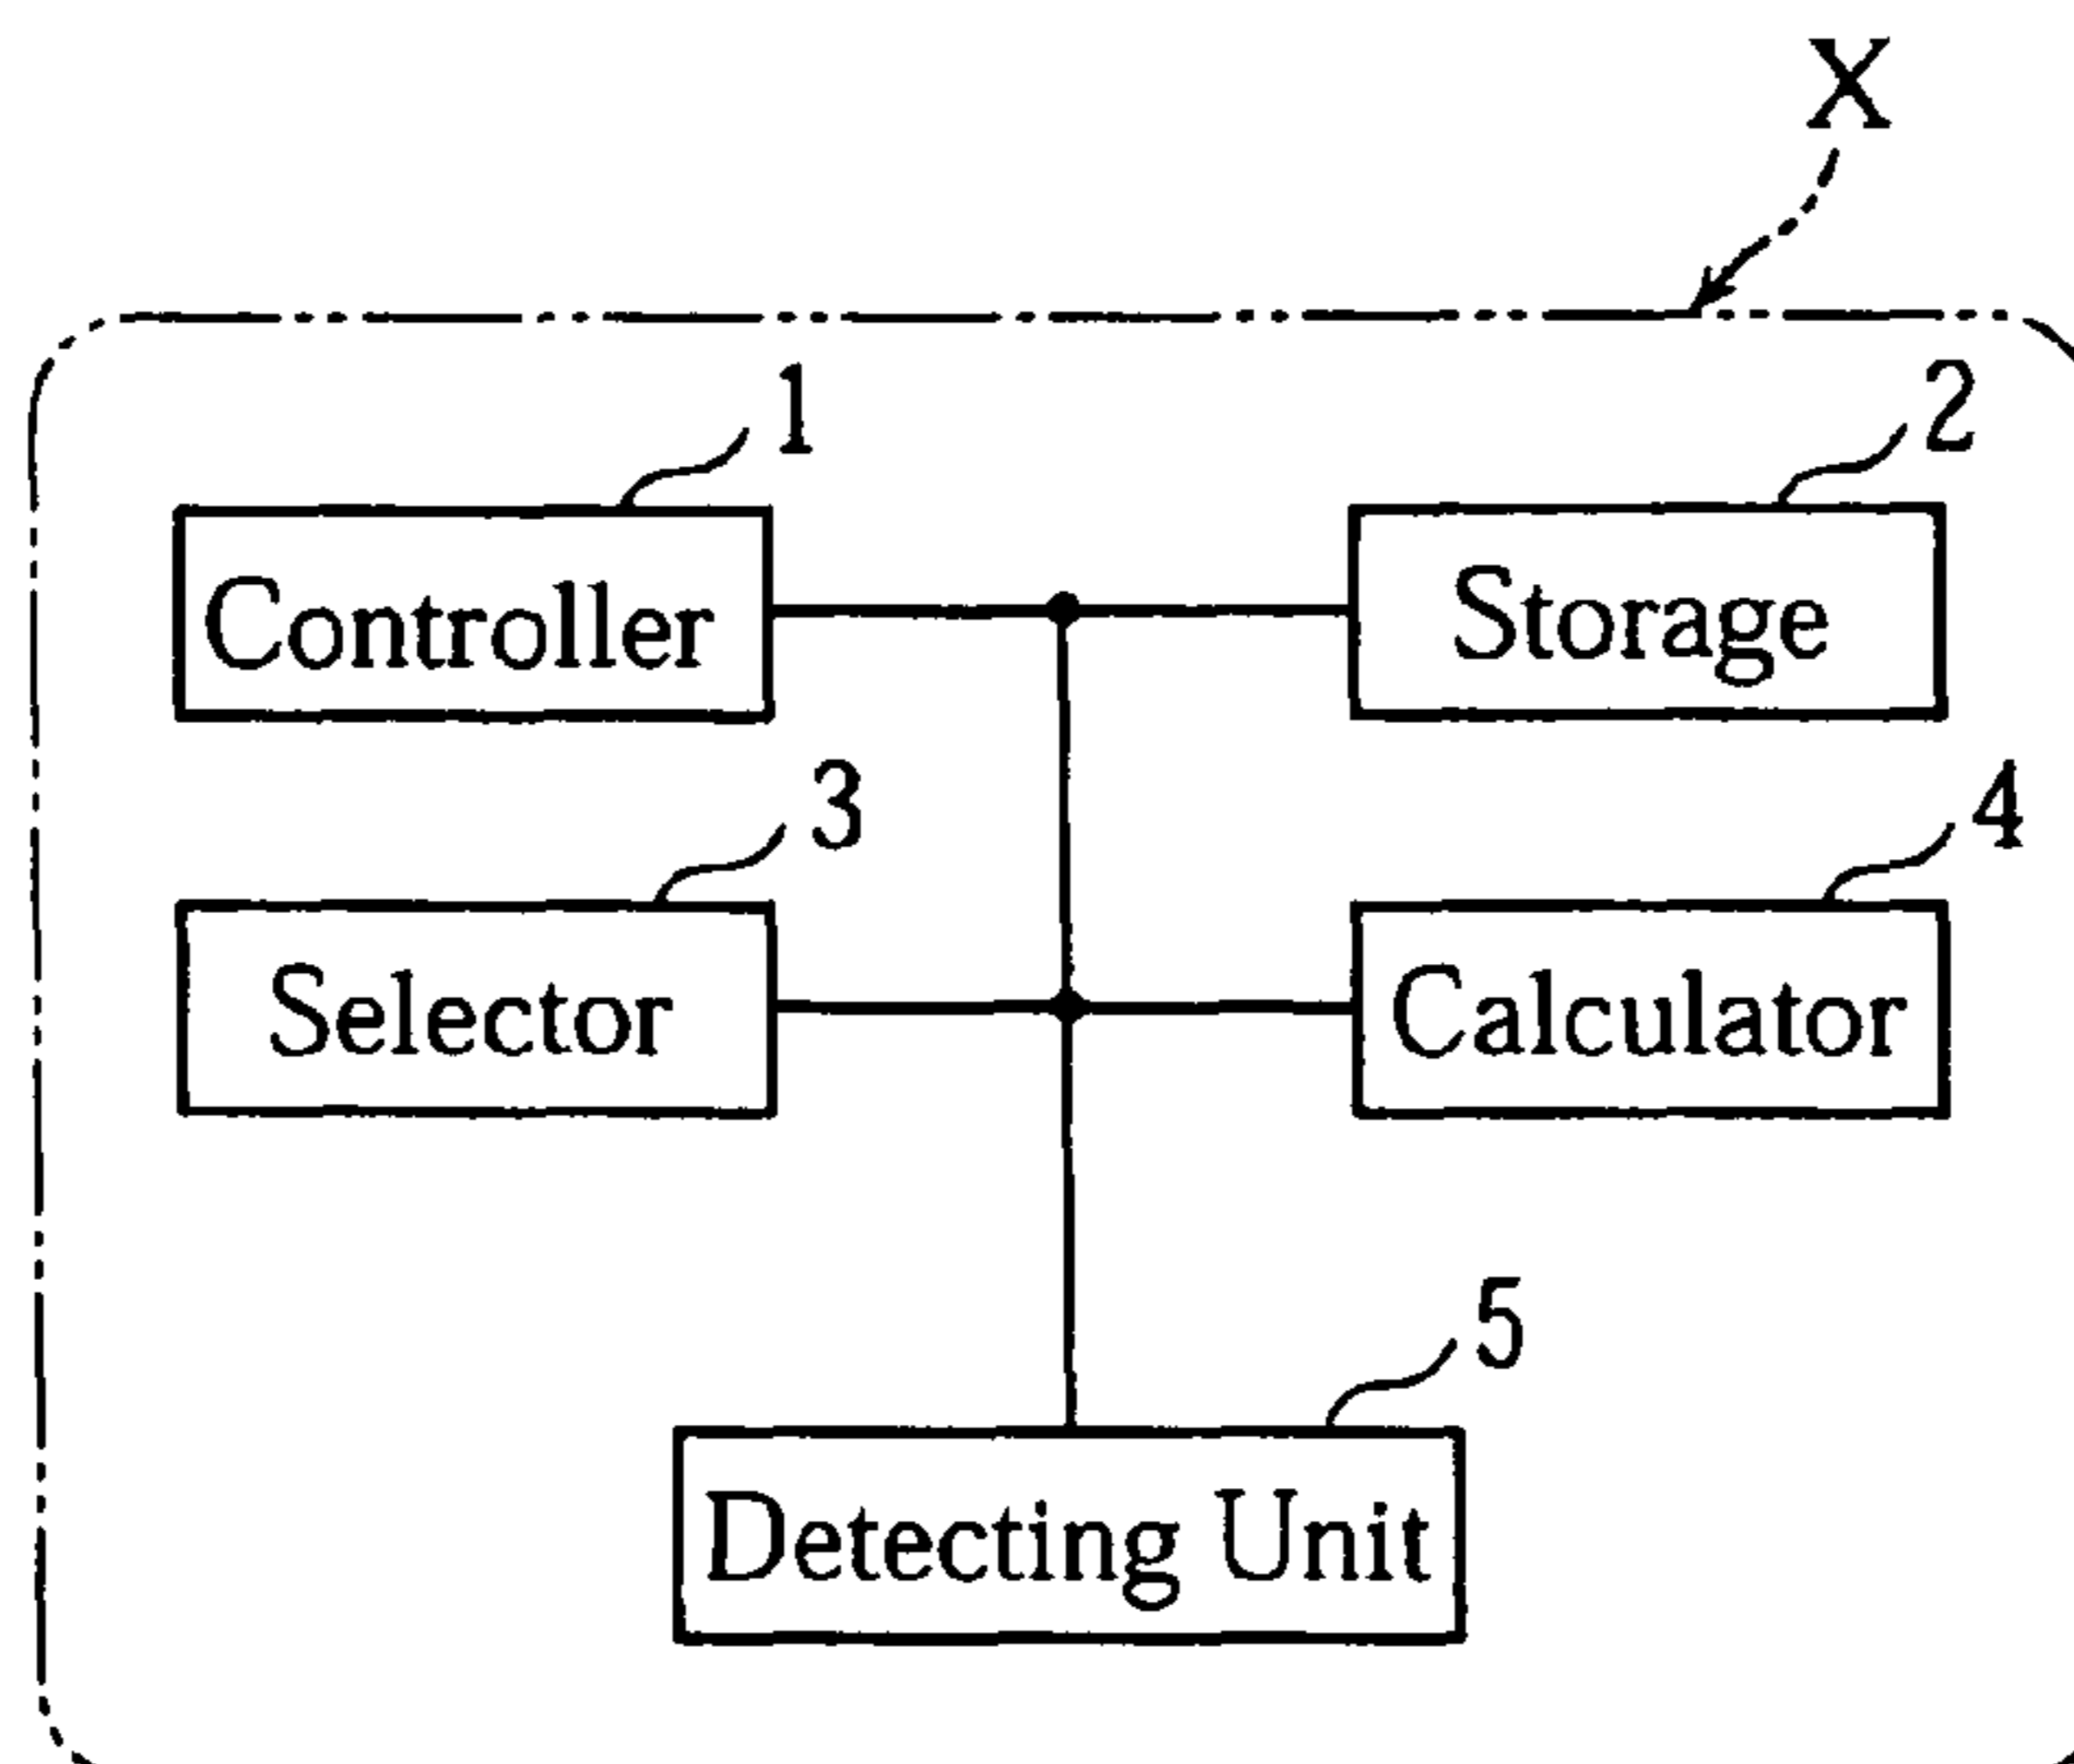 X
1
2
Controller
Storage
3
4
Selector
Calculator
5
Detecting Unit